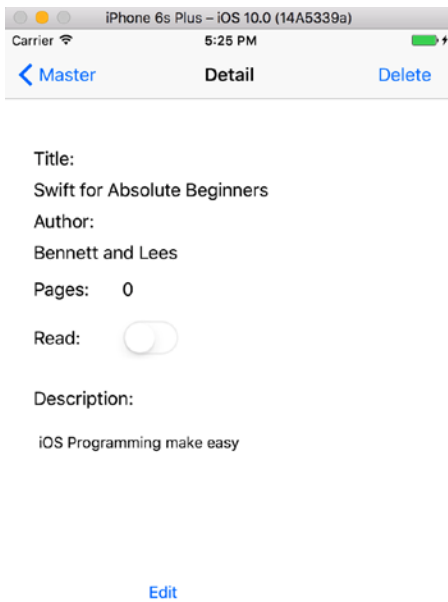 iPhone 6s Plus – iOS 10.0 (14A5339a)
Carrier 5:25 PM
Master Detail Delete
Title:
Swift for Absolute Beginners
Author:
Bennett and Lees
Pages: 0
Read:
Description:
iOS Programming make easy
Edit